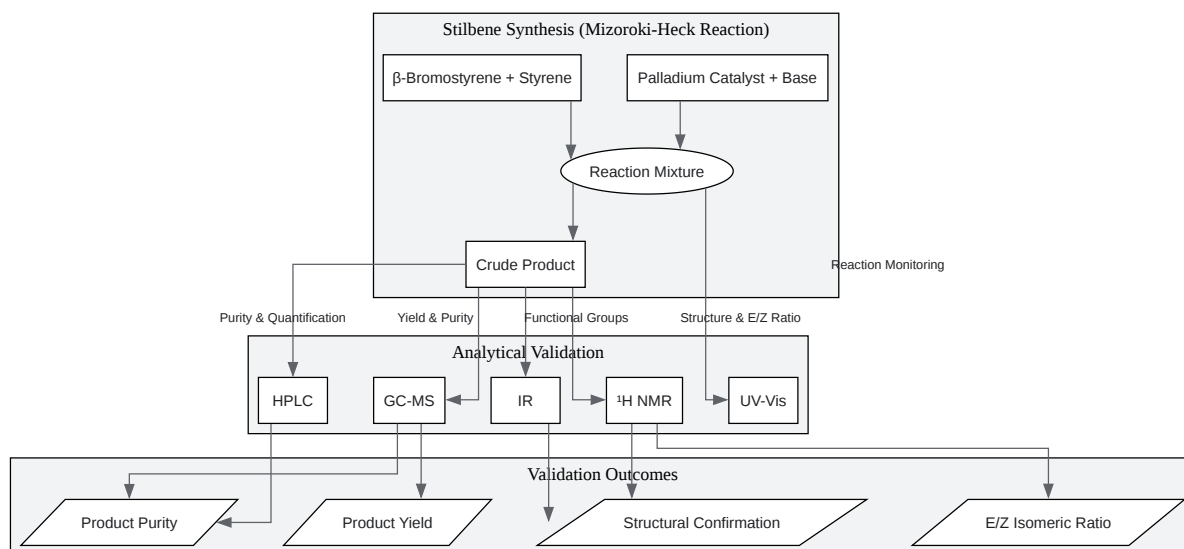 Stilbene Synthesis (Mizoroki-Heck Reaction)
β-Bromostyrene + Styrene
Palladium Catalyst + Base
Reaction Mixture
Crude Product
Reaction Monitoring
Purity & Quantification
Yield & Purity
Functional Groups
Structure & E/Z Ratio
Analytical Validation
HPLC
GC-MS
IR
¹H NMR
UV-Vis
Validation Outcomes
Product Purity
Product Yield
Structural Confirmation
E/Z Isomeric Ratio